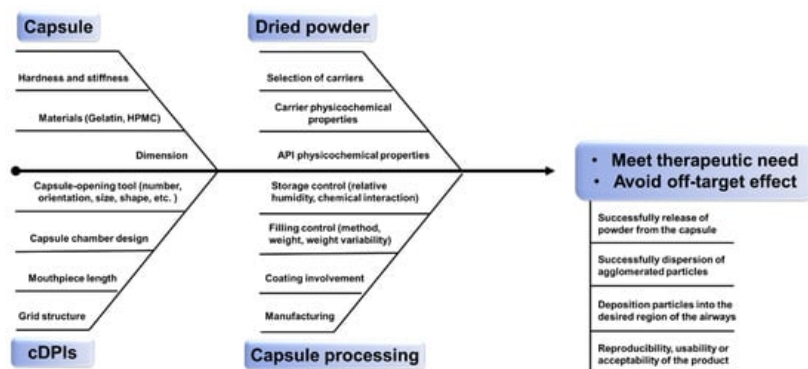 Capsule
Hardness and stiffness
Materials (Gelatin, HPMC)
Dimension
Dried powder
Selection of carriers
Carrier physicochemical
properties
API physicochemical properties
Capsule-opening tool (number,
orientation, size, shape, etc. )
Capsule chamber design
Mouthpiece length
Grid structure
cDPIs
Storage control (relative
humidity, chemical interaction)
Filling control (method,
weight, weight variability)
Coating involvement
Manufacturing
Capsule processing
• Meet therapeutic need
• Avoid off-target effect
Successfully release of
powder from the capsule
Successfully dispersion of
agglomerated particles
Deposition particles into the
desired region of the airways
Reproducibility, usability or
acceptability of the product